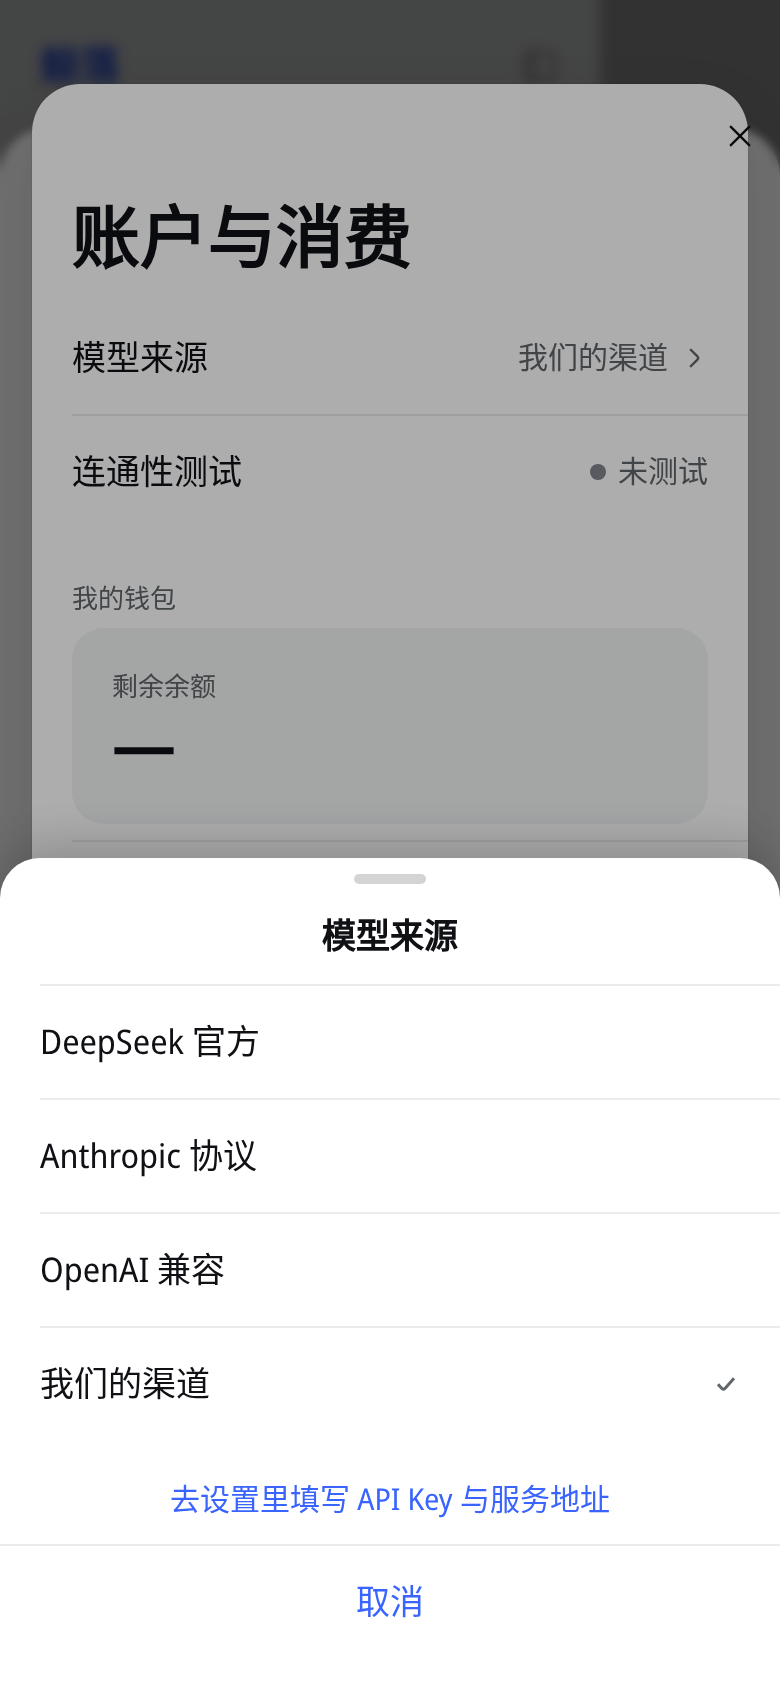 账户与消费
模型来源 我们的渠道
连通性测试 未测试
我的钱包
剩余余额
—
模型来源
DeepSeek 官方
Anthropic 协议
OpenAI 兼容
我们的渠道
去设置里填写 API Key 与服务地址
取消